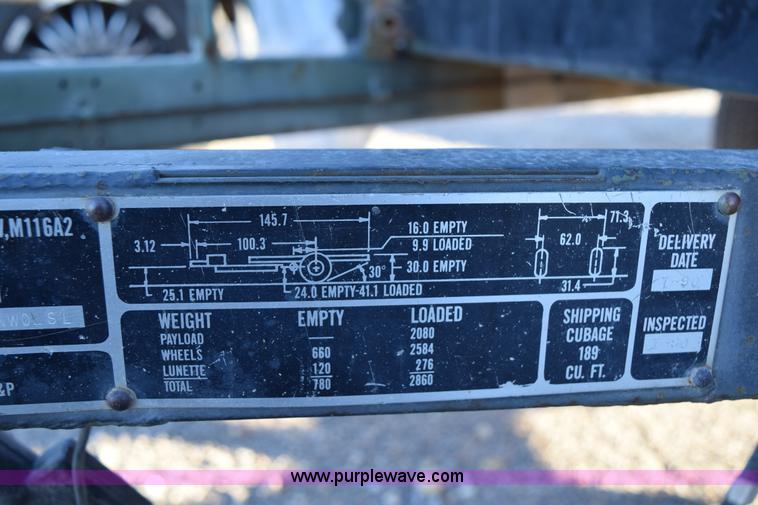 ,M116A2
145.7
71.3
16.0 EMPTY
3.12 100.3 9.9 LOADED 62.0
30° 30.0 EMPTY
25.1 EMPTY 24.0 EMPTY-41.1 LOADED 31.4
DELIVERY
DATE
INSPECTED
WEIGHT EMPTY LOADED
PAYLOAD 2080
WHEELS 660 2584
LUNETTE 120 276
TOTAL 780 2860
SHIPPING
CUBAGE
189
CU. FT.
&P
www.purplewave.com